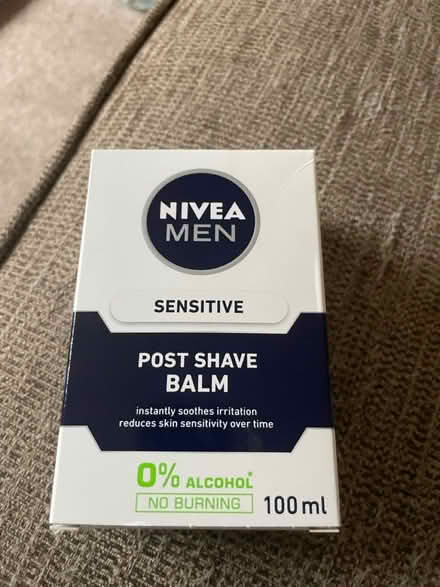 NIVEA
MEN
SENSITIVE
POST SHAVE
BALM
instantly soothes irritation
reduces skin sensitivity over time
0% ALCOHOL*
NO BURNING
100 ml